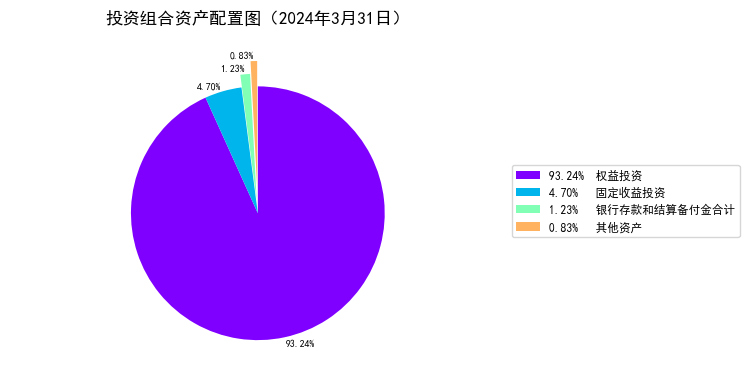 投资组合资产配置图（2024年3月31日）
0.83%
1.23%
4.70%
93.24%
93.24% 权益投资
4.70% 固定收益投资
1.23% 银行存款和结算备付金合计
0.83% 其他资产